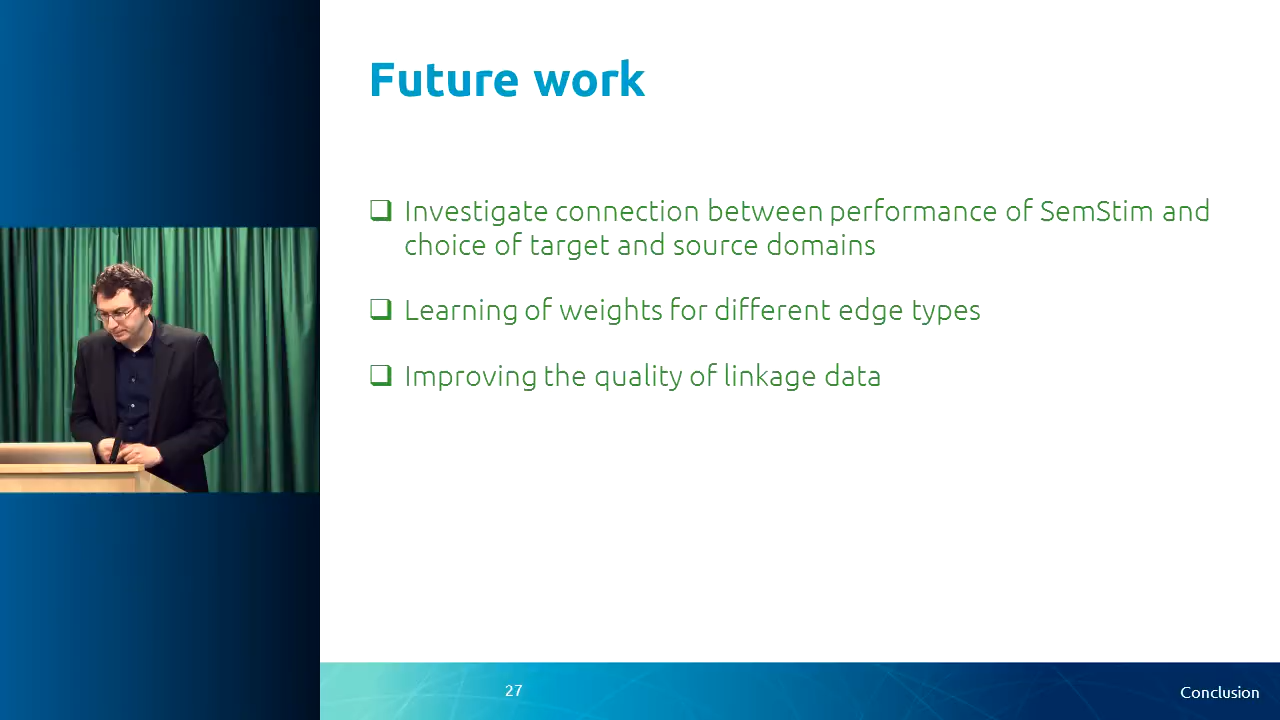 Future work
Investigate connection between performance of SemStim and
choice of target and source domains
Learning of weights for different edge types
Improving the quality of linkage data
27
Conclusion